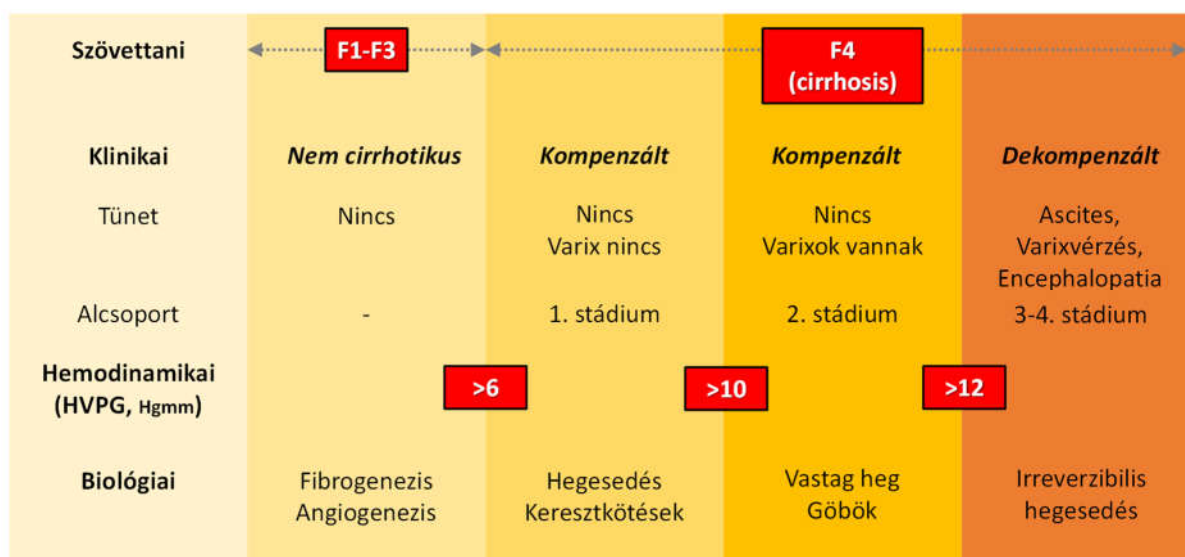 Szövettani F1-F3 F4
(cirrhosis)
Klinikai Nem cirrhotikus Kompenzált Kompenzált Dekompenzált
Tünet Nincs Nincs Nincs Ascites,
Varix nincs Varixok vannak Varixvérzés,
Encephalopatia
Alcsoport - 1. stádium 2. stádium 3-4. stádium
Hemodinamikai
(HVPG, Hgmm) >6 >10 >12
Biológiai Fibrogenezis Hegesedés Vastag heg Irreverzibilis
Angiogenezis Keresztkötések Göbök hegesedés